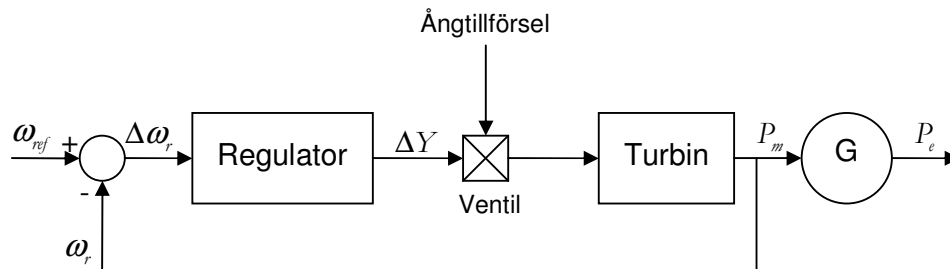 Ångtillförsel
ω_ref + Δω_r Regulator ΔY Turbin P_m G P_e
-
Ventil
ω_r